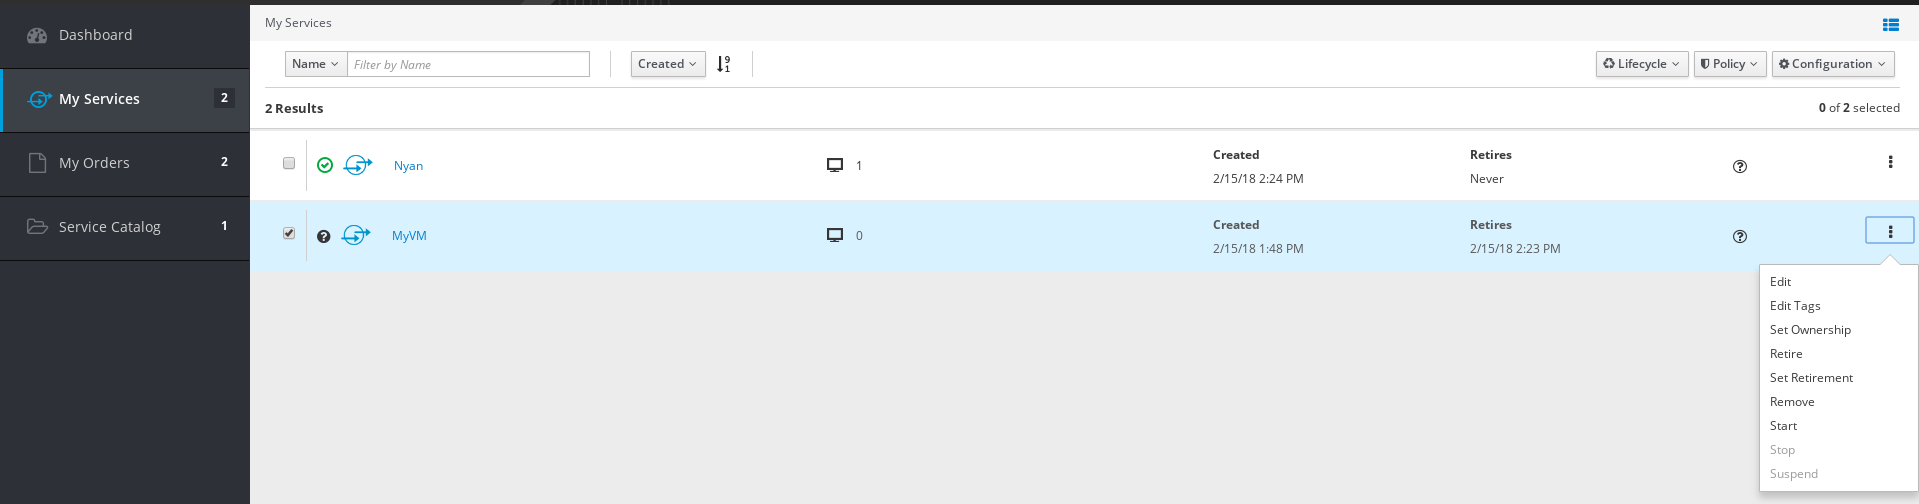 Dashboard
My Services 2
My Orders 2
Service Catalog 1
My Services
Name Filter by Name Created 9 1 Lifecycle Policy Configuration
2 Results 0 of 2 selected
Nyan 1 Created Retires
2/15/18 2:24 PM Never
MyVM 0 Created Retires
2/15/18 1:48 PM 2/15/18 2:23 PM
Edit
Edit Tags
Set Ownership
Retire
Set Retirement
Remove
Start
Stop
Suspend